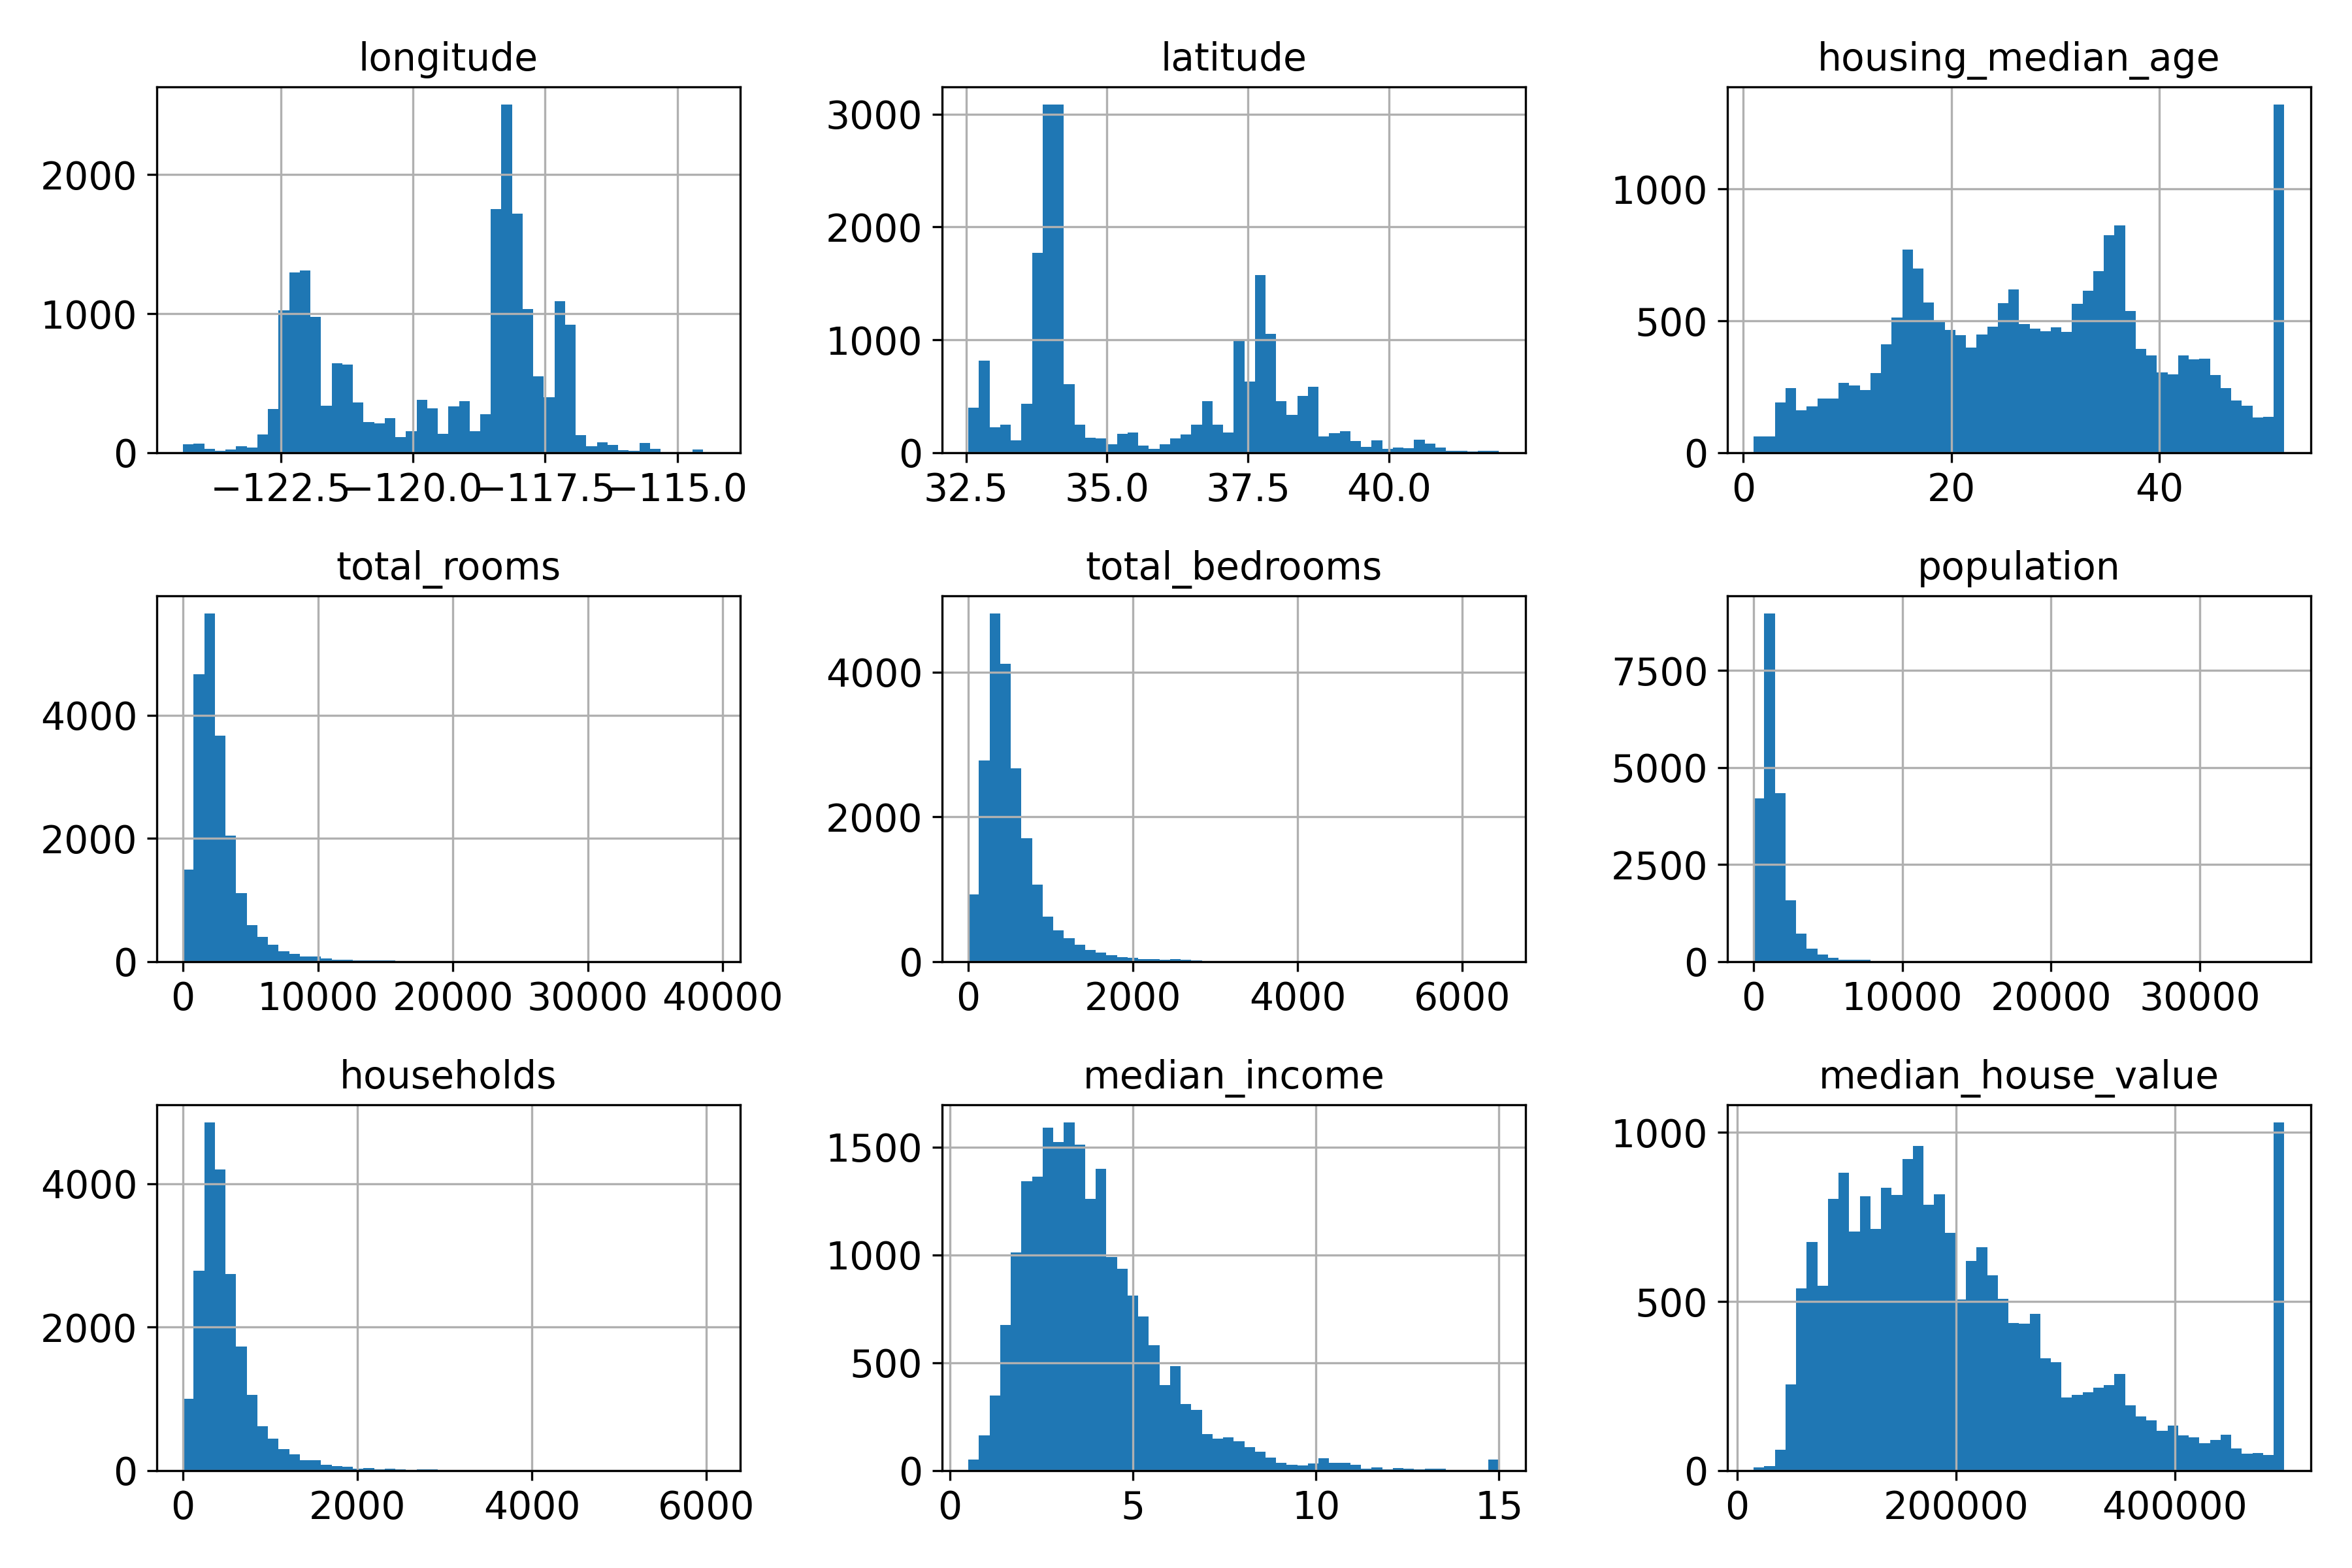 longitude
latitude
housing_median_age
2000
1000
0
−122.5 −120.0 −117.5 −115.0
3000
2000
1000
0
32.5 35.0 37.5 40.0
1000
500
0
0 20 40
total_rooms
total_bedrooms
population
4000
2000
0
0 10000 20000 30000 40000
4000
2000
0
0 2000 4000 6000
7500
5000
2500
0
0 10000 20000 30000
households
median_income
median_house_value
4000
2000
0
0 2000 4000 6000
1500
1000
500
0
0 5 10 15
1000
500
0
0 200000 400000